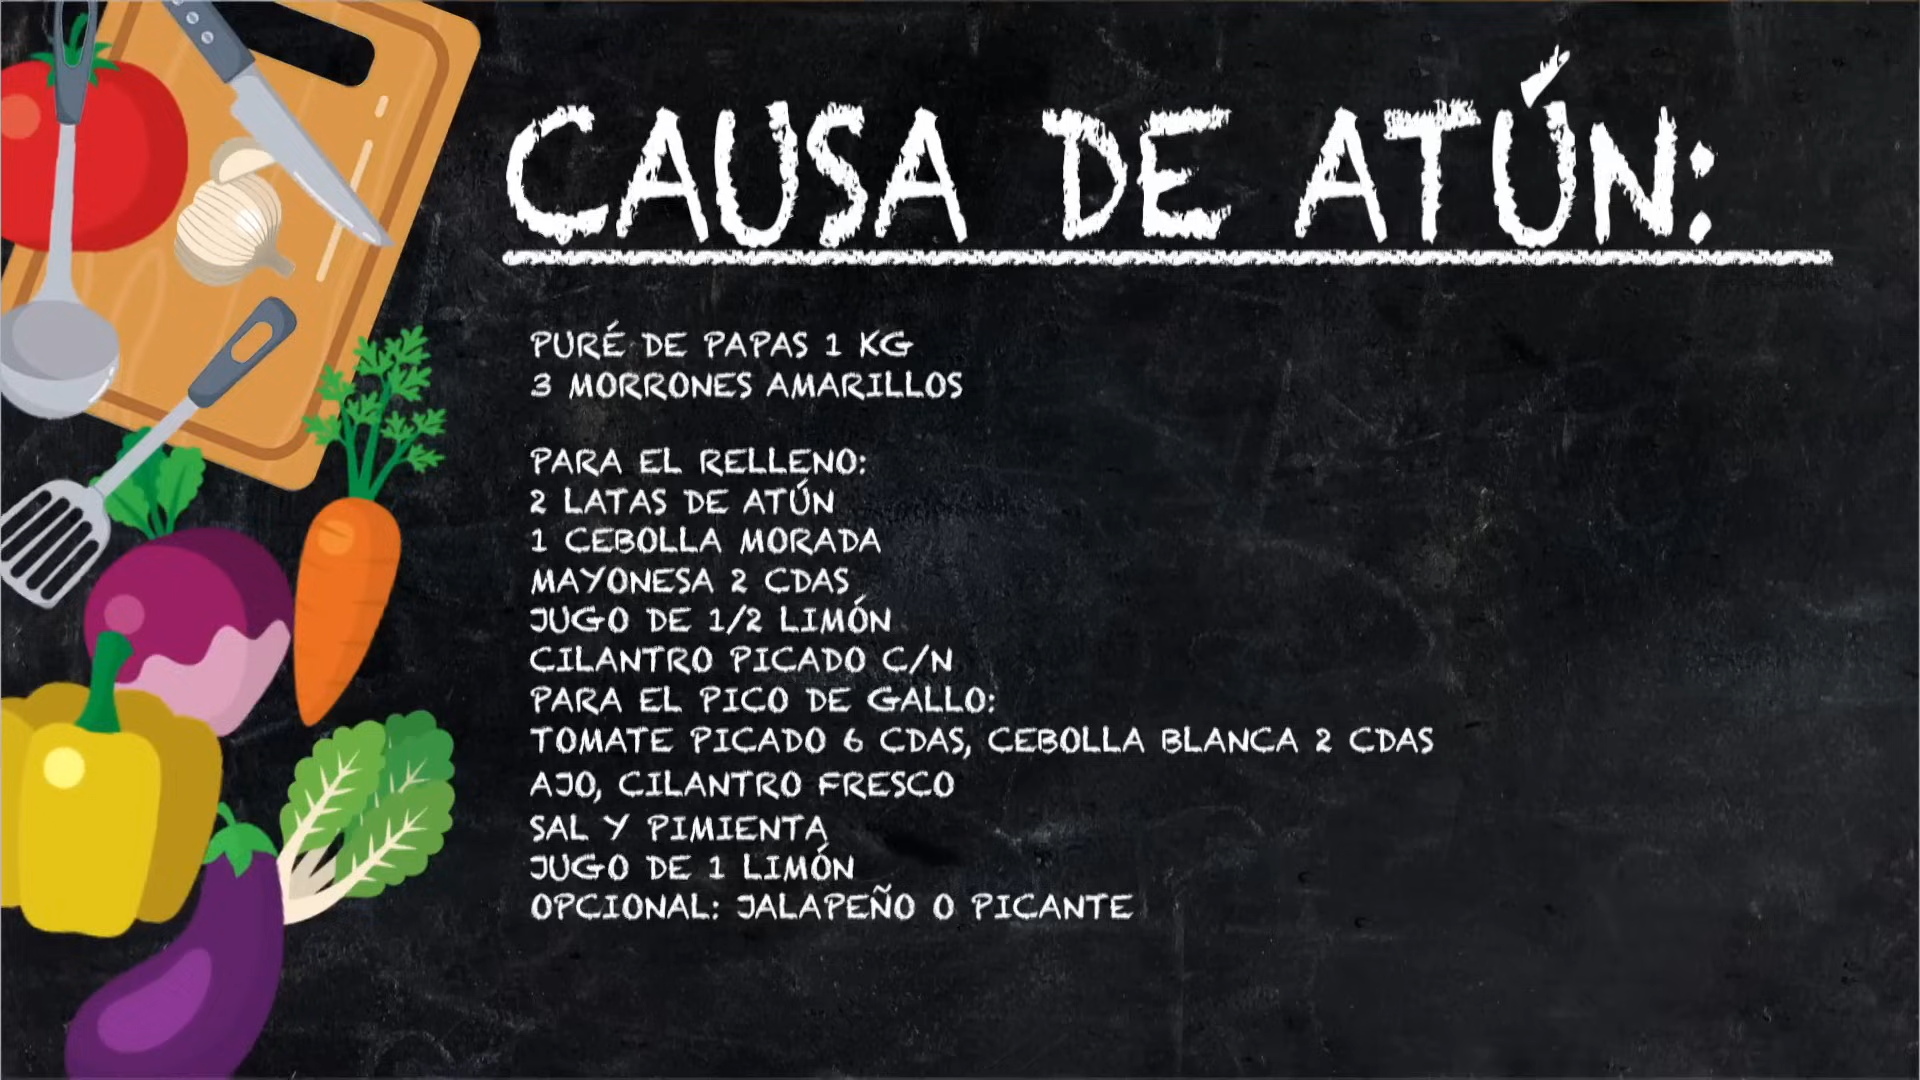 CAUSA DE ATÚN:
PURÉ DE PAPAS 1 KG
3 MORRONES AMARILLOS
PARA EL RELLENO:
2 LATAS DE ATÚN
1 CEBOLLA MORADA
MAYONESA 2 CDAS
JUGO DE 1/2 LIMÓN
CILANTRO PICADO C/N
PARA EL PICO DE GALLO:
TOMATE PICADO 6 CDAS, CEBOLLA BLANCA 2 CDAS
AJO, CILANTRO FRESCO
SAL Y PIMIENTA
JUGO DE 1 LIMÓN
OPCIONAL: JALAPEÑO O PICANTE